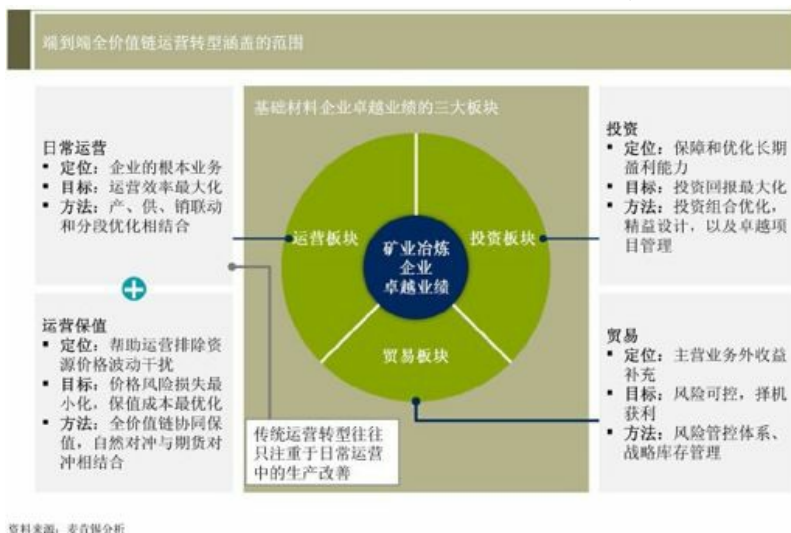 端到端全价值链运营转型涵盖的范围
日常运营
▪ 定位：企业的根本业务
▪ 目标：运营效率最大化
▪ 方法：产、供、销联动
和分段优化相结合
运营保值
▪ 定位：帮助运营排除资
源价格波动干扰
▪ 目标：价格风险损失最
小化，保值成本最优化
▪ 方法：全价值链协同保
值，自然对冲与期货对
冲相结合
基础材料企业卓越业绩的三大板块
运营板块
投资板块
矿业冶炼
企业
卓越业绩
贸易板块
传统运营转型往往
只注重于日常运营
中的生产改善
投资
▪ 定位：保障和优化长期
盈利能力
▪ 目标：投资回报最大化
▪ 方法：投资组合优化，
精益设计，以及卓越项
目管理
贸易
▪ 定位：主营业务外收益
补充
▪ 目标：风险可控，择机
获利
▪ 方法：风险管控体系、
战略库存管理
资料来源：麦肯锡分析